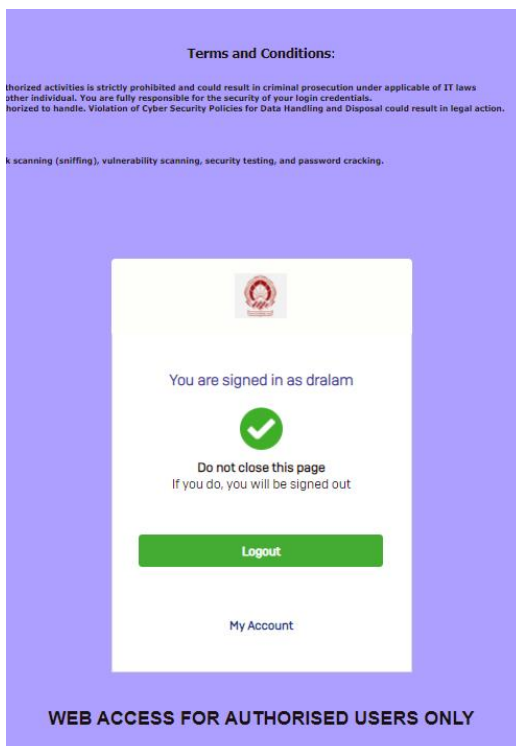 Terms and Conditions:
thorized activities is strictly prohibited and could result in criminal prosecution under applicable of IT laws
other individual. You are fully responsible for the security of your login credentials.
horized to handle. Violation of Cyber Security Policies for Data Handling and Disposal could result in legal action.
k scanning (sniffing), vulnerability scanning, security testing, and password cracking.
You are signed in as dralam
Do not close this page
If you do, you will be signed out
Logout
My Account
WEB ACCESS FOR AUTHORISED USERS ONLY